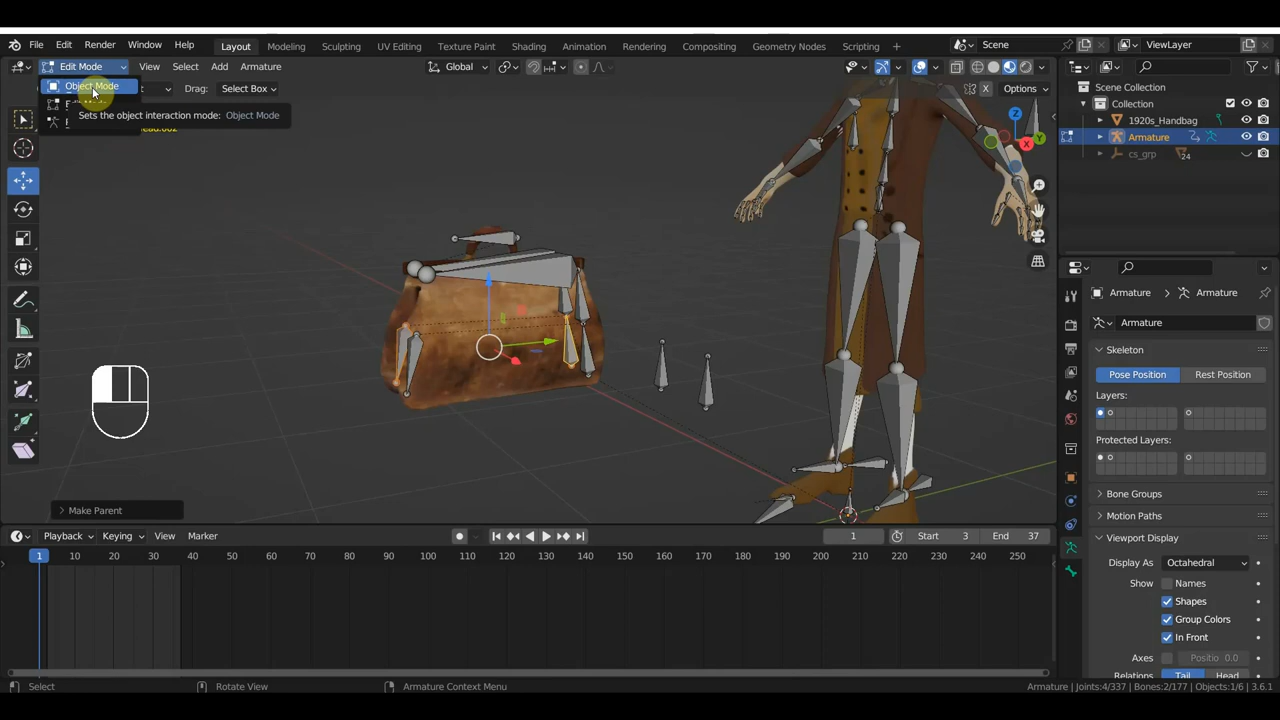 File Edit Render Window Help Layout Modeling Sculpting UV Editing Texture Paint Shading Animation Rendering Compositing Geometry Nodes Scripting + Scene ViewLayer
Edit Mode View Select Add Armature Global Scene Collection
Object Mode Drag: Select Box X Options Collection
Sets the object interaction mode: Object Mode 1920s_Handbag
Armature
cs_grp 24
X Y Z
Armature Armature
Armature
Skeleton
Pose Position Rest Position
Layers:
Protected Layers:
Bone Groups
Make Parent
Motion Paths
Playback Keying View Marker 1 Start 3 End 37
Viewport Display
1 10 20 30 40 50 60 70 80 90 100 110 120 130 140 150 160 170 180 190 200 210 220 230 240 250
Display As Octahedral
Show Names
Shapes
Group Colors
In Front
Axes Positio 0.0
Tail Head
Select Rotate View Armature Context Menu Armature | Joints:4/337 | Bones:2/177 | Objects:1/6 | 3.6.1